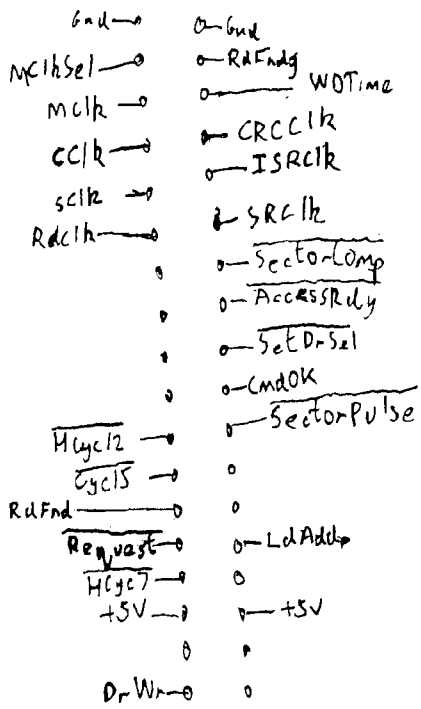 Gnd Gnd
MClkSel RdFndg
WDTime
MClk
CRCClk
CClk ISRClk
SClk
SRClk
RdClk
SectorComp
AccessRdy
SetDrSel
CmdOK
SectorPulse
HCycl2
Cycl5
RdFnd
Request LdAdd
HCyc7
+5V +5V
DrWr